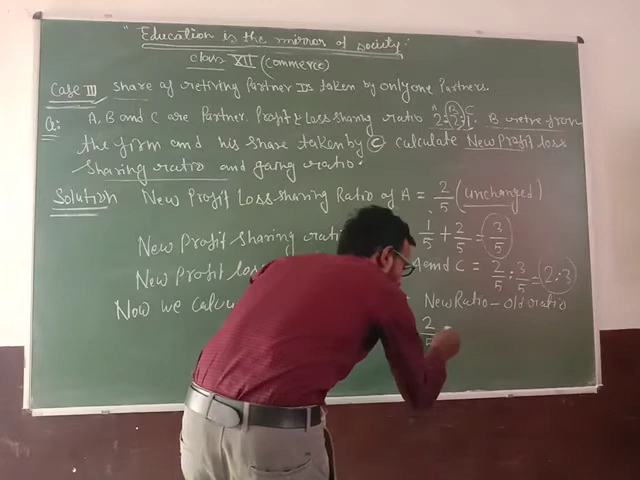 "Education is the mirror of society."
class XII (Commerce)
Case III share of retiring Partner Is taken by only one Partners.
Q: A, B and C are Partner. Profit & Loss sharing ratio A B C 2:2:1. B retire from
the firm and his share taken by C calculate New Profit loss
sharing ratio and gaing ratio.
Solution New Profit Loss sharing Ratio of A = 2/5 (unchanged)
New Profit sharing rati 1/5 + 2/5 = 3/5
New Profit los A and C = 2/5 : 3/5 = 2:3
Now we calcu New Ratio - old ratio
2/5